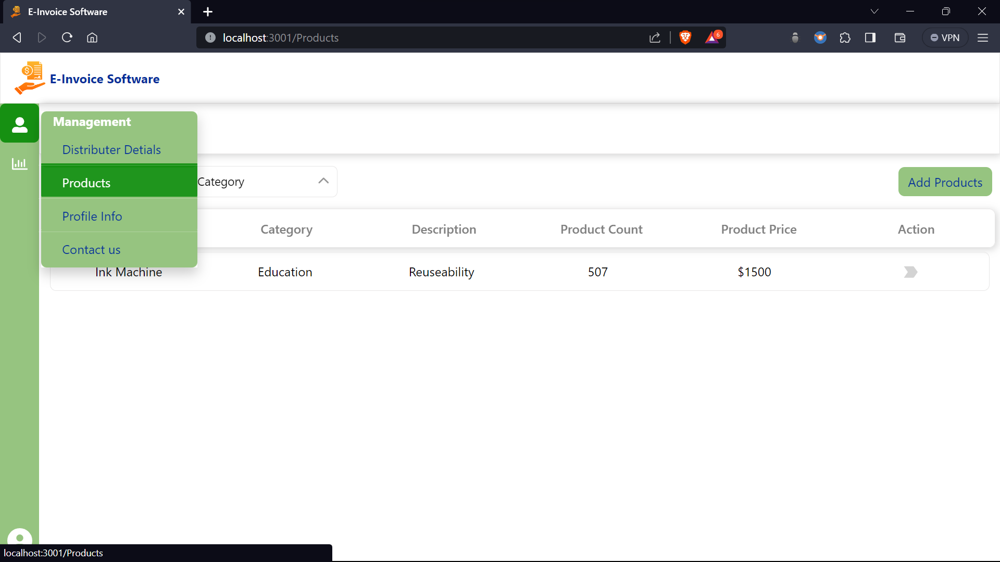 E-Invoice Software
localhost:3001/Products
6
VPN
E-Invoice Software
Management
Distributer Detials
Products
Profile Info
Contact us
Category
Add Products
Category Description Product Count Product Price Action
Ink Machine Education Reuseability 507 $1500
localhost:3001/Products